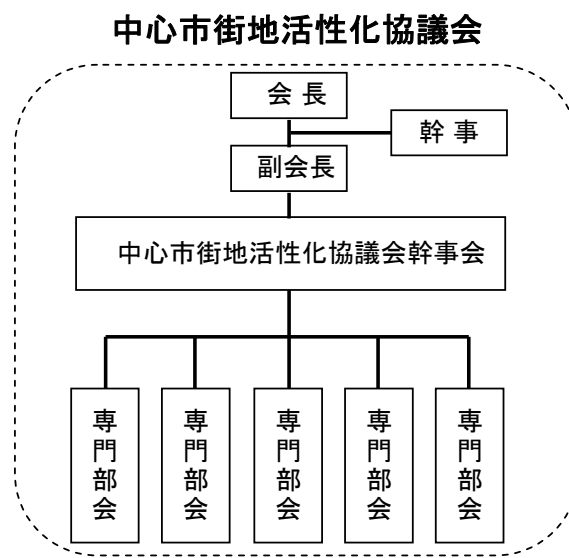 中心市街地活性化協議会
会 長
幹 事
副会長
中心市街地活性化協議会幹事会
専門部会
専門部会
専門部会
専門部会
専門部会